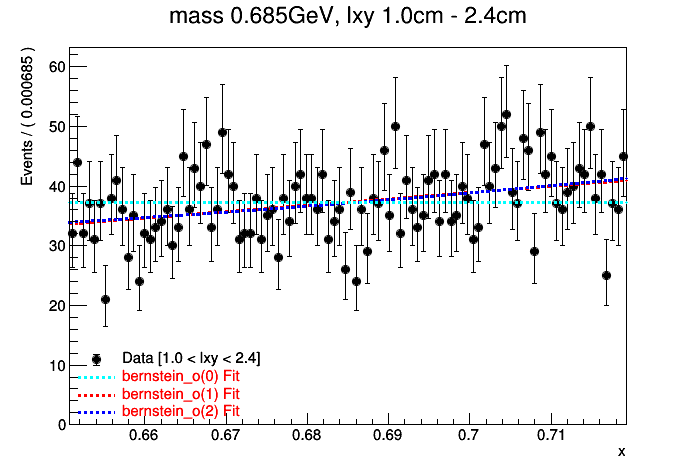 mass 0.685GeV, lxy 1.0cm - 2.4cm
Events / ( 0.000685 )
60
50
40
30
20
10
0
Data [1.0 < lxy < 2.4]
bernstein_o(0) Fit
bernstein_o(1) Fit
bernstein_o(2) Fit
0.66 0.67 0.68 0.69 0.7 0.71
x